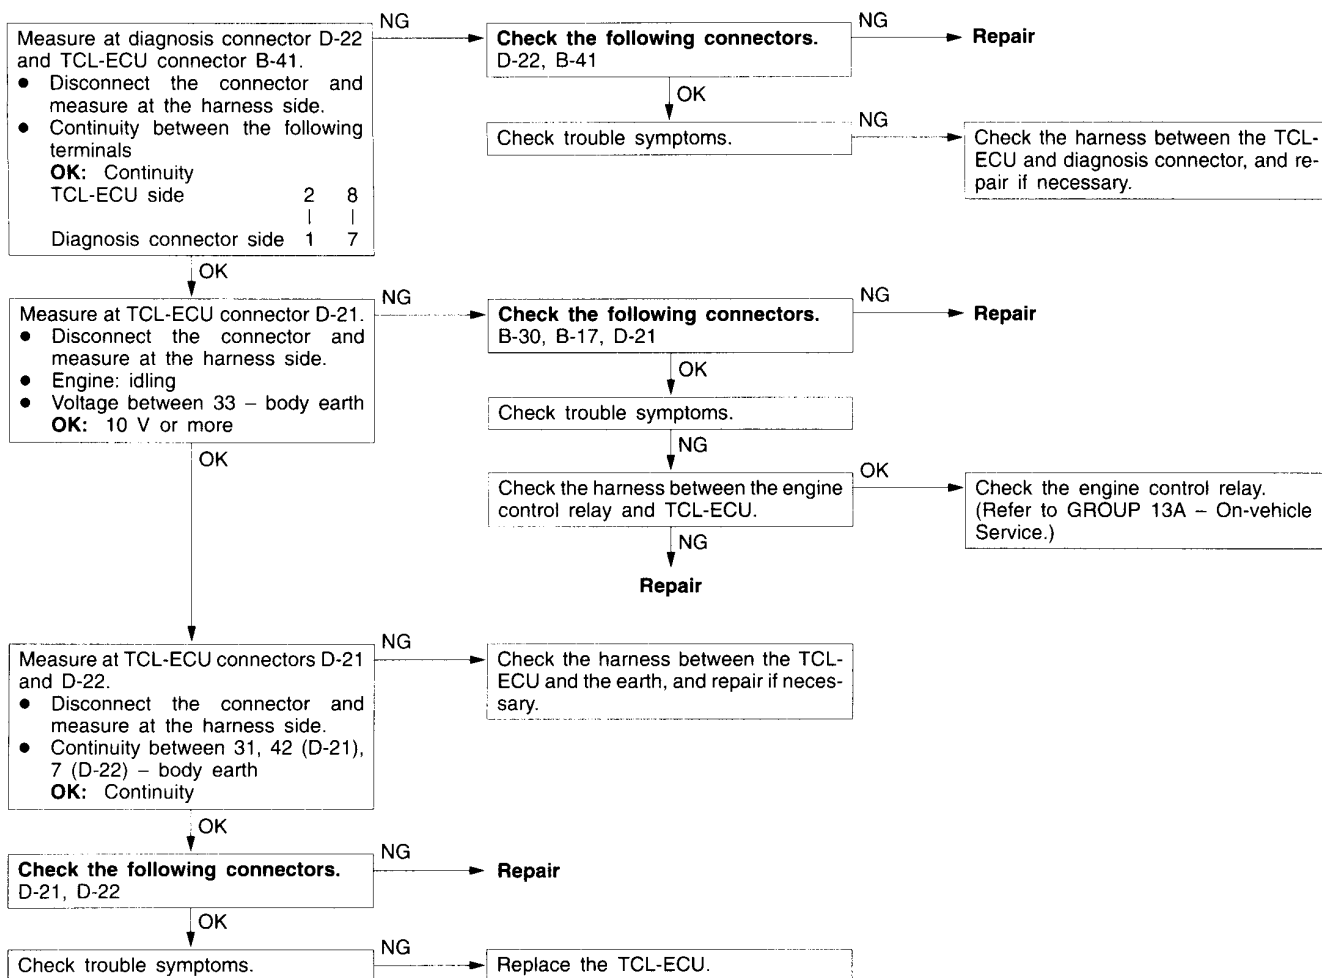 Measure at diagnosis connector D-22
and TCL-ECU connector B-41.
● Disconnect the connector and
measure at the harness side.
● Continuity between the following
terminals
OK: Continuity
TCL-ECU side 2 8
| |
Diagnosis connector side 1 7
NG
Check the following connectors.
D-22, B-41
NG
Repair
OK
Check trouble symptoms.
NG
Check the harness between the TCL-
ECU and diagnosis connector, and re-
pair if necessary.
OK
Measure at TCL-ECU connector D-21.
● Disconnect the connector and
measure at the harness side.
● Engine: idling
● Voltage between 33 – body earth
OK: 10 V or more
NG
Check the following connectors.
B-30, B-17, D-21
NG
Repair
OK
Check trouble symptoms.
NG
Check the harness between the engine
control relay and TCL-ECU.
OK
Check the engine control relay.
(Refer to GROUP 13A – On-vehicle
Service.)
NG
Repair
OK
Measure at TCL-ECU connectors D-21
and D-22.
● Disconnect the connector and
measure at the harness side.
● Continuity between 31, 42 (D-21),
7 (D-22) – body earth
OK: Continuity
NG
Check the harness between the TCL-
ECU and the earth, and repair if neces-
sary.
OK
Check the following connectors.
D-21, D-22
NG
Repair
OK
Check trouble symptoms.
NG
Replace the TCL-ECU.